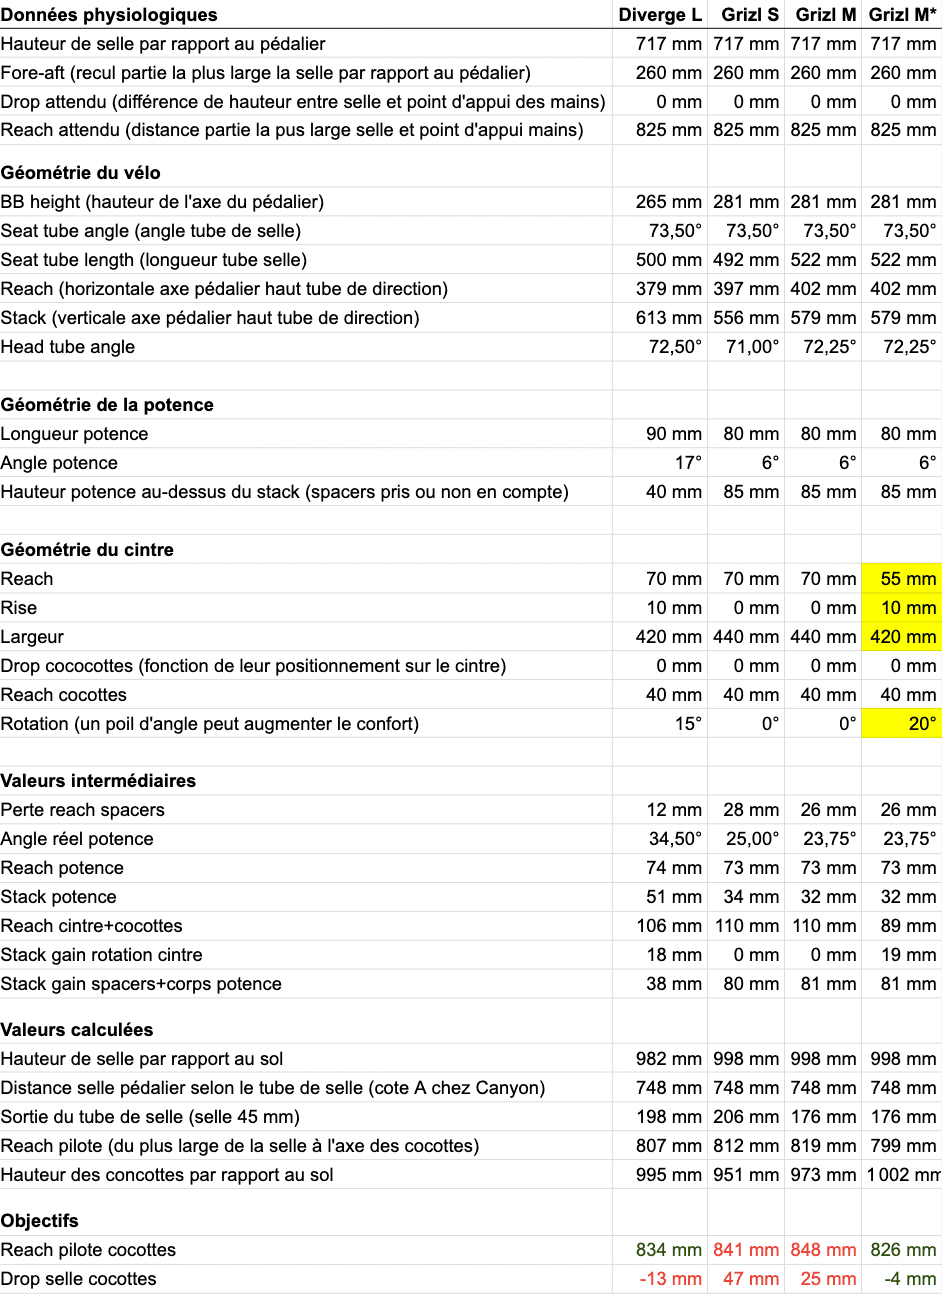 Données physiologiques Diverge L Grizl S Grizl M Grizl M*
Hauteur de selle par rapport au pédalier 717 mm 717 mm 717 mm 717 mm
Fore-aft (recul partie la plus large la selle par rapport au pédalier) 260 mm 260 mm 260 mm 260 mm
Drop attendu (différence de hauteur entre selle et point d'appui des mains) 0 mm 0 mm 0 mm 0 mm
Reach attendu (distance partie la pus large selle et point d'appui mains) 825 mm 825 mm 825 mm 825 mm
Géométrie du vélo
BB height (hauteur de l'axe du pédalier) 265 mm 281 mm 281 mm 281 mm
Seat tube angle (angle tube de selle) 73,50° 73,50° 73,50° 73,50°
Seat tube length (longueur tube selle) 500 mm 492 mm 522 mm 522 mm
Reach (horizontale axe pédalier haut tube de direction) 379 mm 397 mm 402 mm 402 mm
Stack (verticale axe pédalier haut tube de direction) 613 mm 556 mm 579 mm 579 mm
Head tube angle 72,50° 71,00° 72,25° 72,25°
Géométrie de la potence
Longueur potence 90 mm 80 mm 80 mm 80 mm
Angle potence 17° 6° 6° 6°
Hauteur potence au-dessus du stack (spacers pris ou non en compte) 40 mm 85 mm 85 mm 85 mm
Géométrie du cintre
Reach 70 mm 70 mm 70 mm 55 mm
Rise 10 mm 0 mm 0 mm 10 mm
Largeur 420 mm 440 mm 440 mm 420 mm
Drop cococottes (fonction de leur positionnement sur le cintre) 0 mm 0 mm 0 mm 0 mm
Reach cocottes 40 mm 40 mm 40 mm 40 mm
Rotation (un poil d'angle peut augmenter le confort) 15° 0° 0° 20°
Valeurs intermédiaires
Perte reach spacers 12 mm 28 mm 26 mm 26 mm
Angle réel potence 34,50° 25,00° 23,75° 23,75°
Reach potence 74 mm 73 mm 73 mm 73 mm
Stack potence 51 mm 34 mm 32 mm 32 mm
Reach cintre+cocottes 106 mm 110 mm 110 mm 89 mm
Stack gain rotation cintre 18 mm 0 mm 0 mm 19 mm
Stack gain spacers+corps potence 38 mm 80 mm 81 mm 81 mm
Valeurs calculées
Hauteur de selle par rapport au sol 982 mm 998 mm 998 mm 998 mm
Distance selle pédalier selon le tube de selle (cote A chez Canyon) 748 mm 748 mm 748 mm 748 mm
Sortie du tube de selle (selle 45 mm) 198 mm 206 mm 176 mm 176 mm
Reach pilote (du plus large de la selle à l'axe des cocottes) 807 mm 812 mm 819 mm 799 mm
Hauteur des concottes par rapport au sol 995 mm 951 mm 973 mm 1 002 mm
Objectifs
Reach pilote cocottes 834 mm 841 mm 848 mm 826 mm
Drop selle cocottes -13 mm 47 mm 25 mm -4 mm